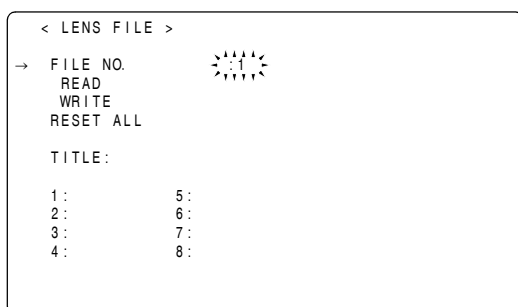 < LENS FILE >
→ FILE NO. :1
READ
WRITE
RESET ALL
TITLE:
1: 5:
2: 6:
3: 7:
4: 8: